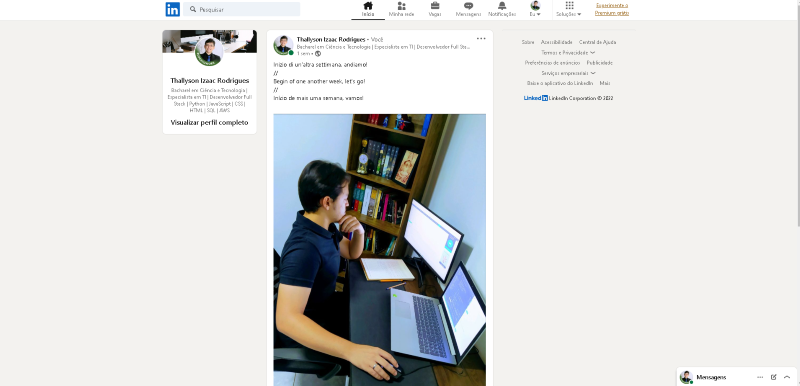 in
Pesquisar
Início
Minha rede
Vagas
Mensagens
Notificações
Eu
Soluções
Experimente o
Premium grátis
Thallyson Izaac Rodrigues
Bacharel em Ciência e Tecnologia |
Especialista em TI | Desenvolvedor Full
Stack | Python | JavaScript | CSS |
HTML | SQL | AWS
Visualizar perfil completo
Thallyson Izaac Rodrigues • Você
Bacharel em Ciência e Tecnologia | Especialista em TI | Desenvolvedor Full Sta...
1 sem •
Inizio di un'altra settimana, andiamo!
//
Begin of one another week, let's go!
//
Início de mais uma semana, vamos!
Sobre Acessibilidade Central de Ajuda
Termos e Privacidade
Preferências de anúncios Publicidade
Serviços empresariais
Baixe o aplicativo do LinkedIn Mais
LinkedIn LinkedIn Corporation © 2022
Mensagens